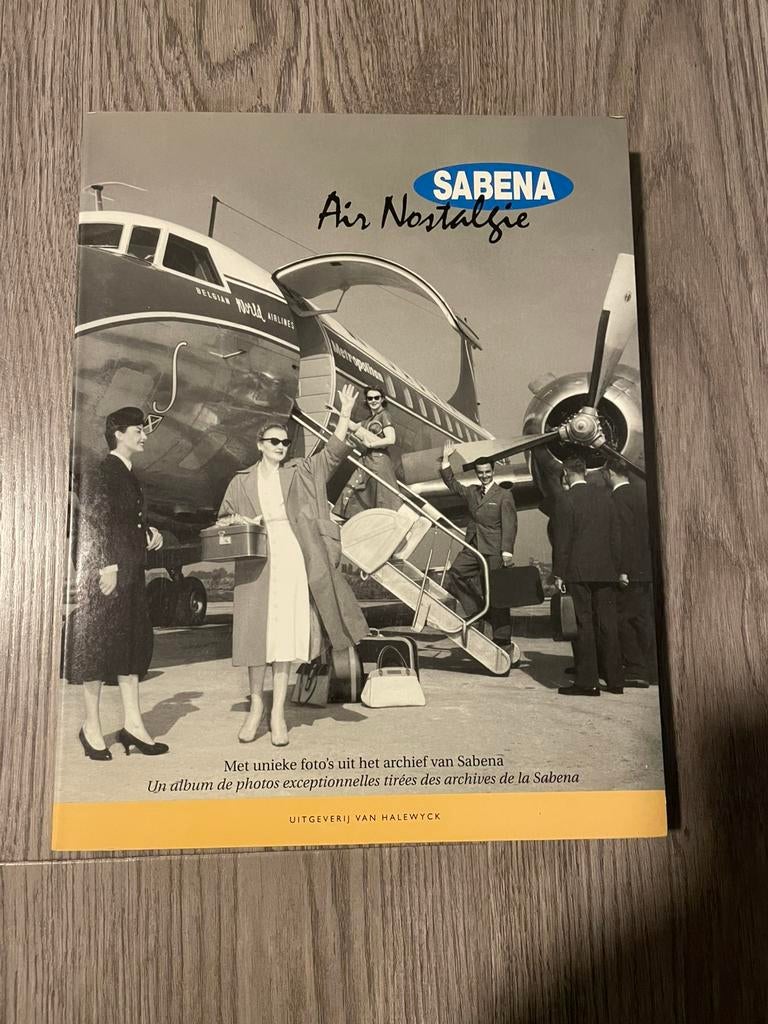 SABENA
Air Nostalgie
BELGIAN World AIRLINES
Metropolitan
Met unieke foto's uit het archief van Sabena
Un album de photos exceptionnelles tirées des archives de la Sabena
UITGEVERIJ VAN HALEWYCK